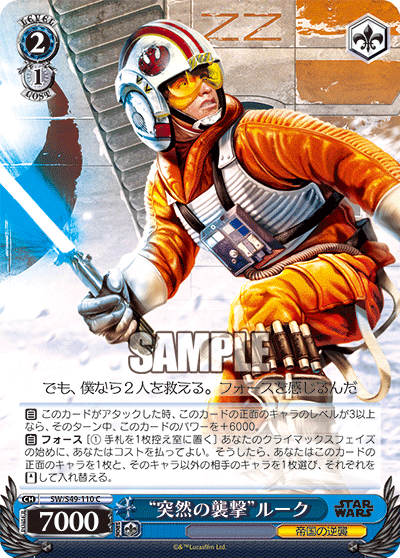 LEVEL
2
1
COST
ZZ
SAMPLE
でも、僕なら2人を救える。フォースを感じるんだ
このカードがアタックした時、このカードの正面のキャラのレベルが3以上
なら、そのターン中、このカードのパワーを+6000。
フォース [① 手札を1枚控え室に置く] あなたのクライマックスフェイズ
の始めに、あなたはコストを払ってよい。そうしたら、あなたはこのカード
の正面のキャラを1枚と、そのキャラ以外の相手のキャラを1枚選び、それぞれを
して入れ替える。
CH
SW/S49-110 C
POWER
7000
“突然の襲撃”ルーク
STAR WARS
帝国の逆襲
©&™Lucasfilm Ltd.